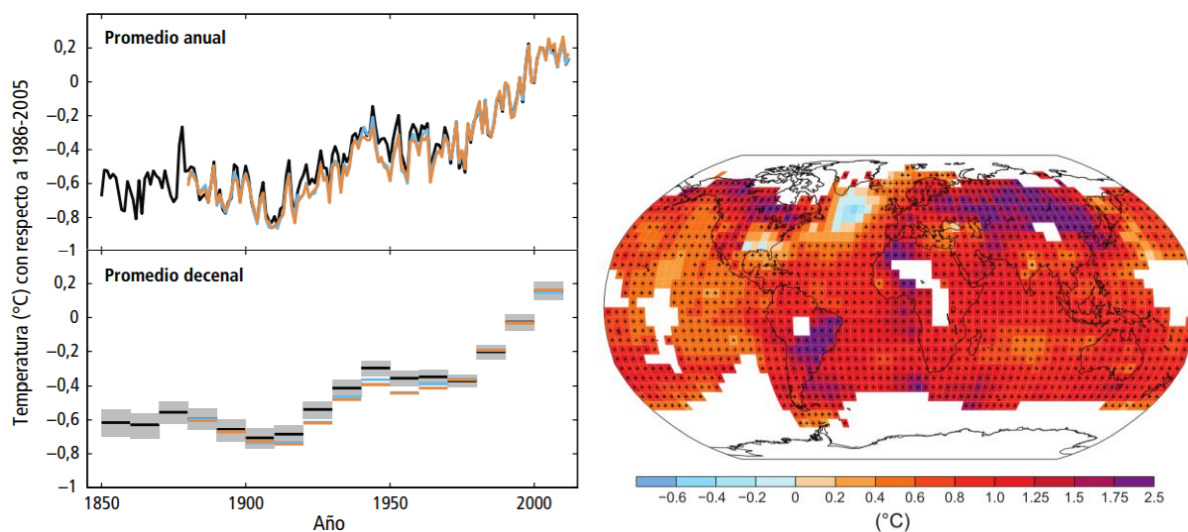 Temperatura (°C) con respecto a 1986-2005
Promedio anual
0,2
0
−0,2
−0,4
−0,6
−0,8
−1
Promedio decenal
0,2
0
−0,2
−0,4
−0,6
−0,8
−1
1850 1900 1950 2000
Año
−0.6 −0.4 −0.2 0 0.2 0.4 0.6 0.8 1.0 1.25 1.5 1.75 2.5
(°C)